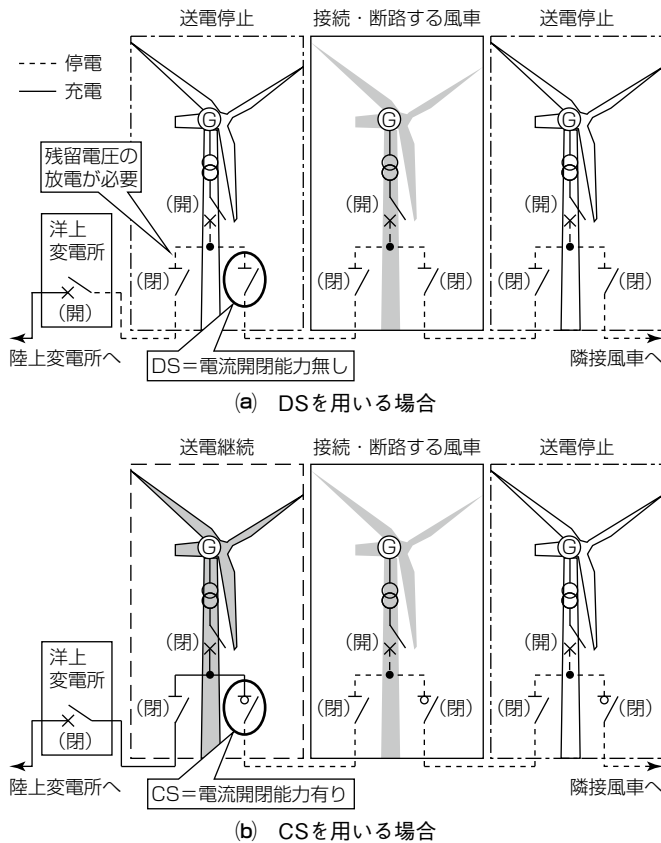 送電停止 接続・断路する風車 送電停止
停電
充電
G G G
残留電圧の
放電が必要
(開) (開) (開)
洋上
変電所
(開)
(閉) (閉) (閉) (閉) (閉)
陸上変電所へ
DS＝電流開閉能力無し
隣接風車へ
(a) DSを用いる場合
送電継続 接続・断路する風車 送電停止
G G G
(閉) (開) (開)
洋上
変電所
(閉)
(閉) (閉) (閉) (閉) (閉)
陸上変電所へ
CS＝電流開閉能力有り
隣接風車へ
(b) CSを用いる場合